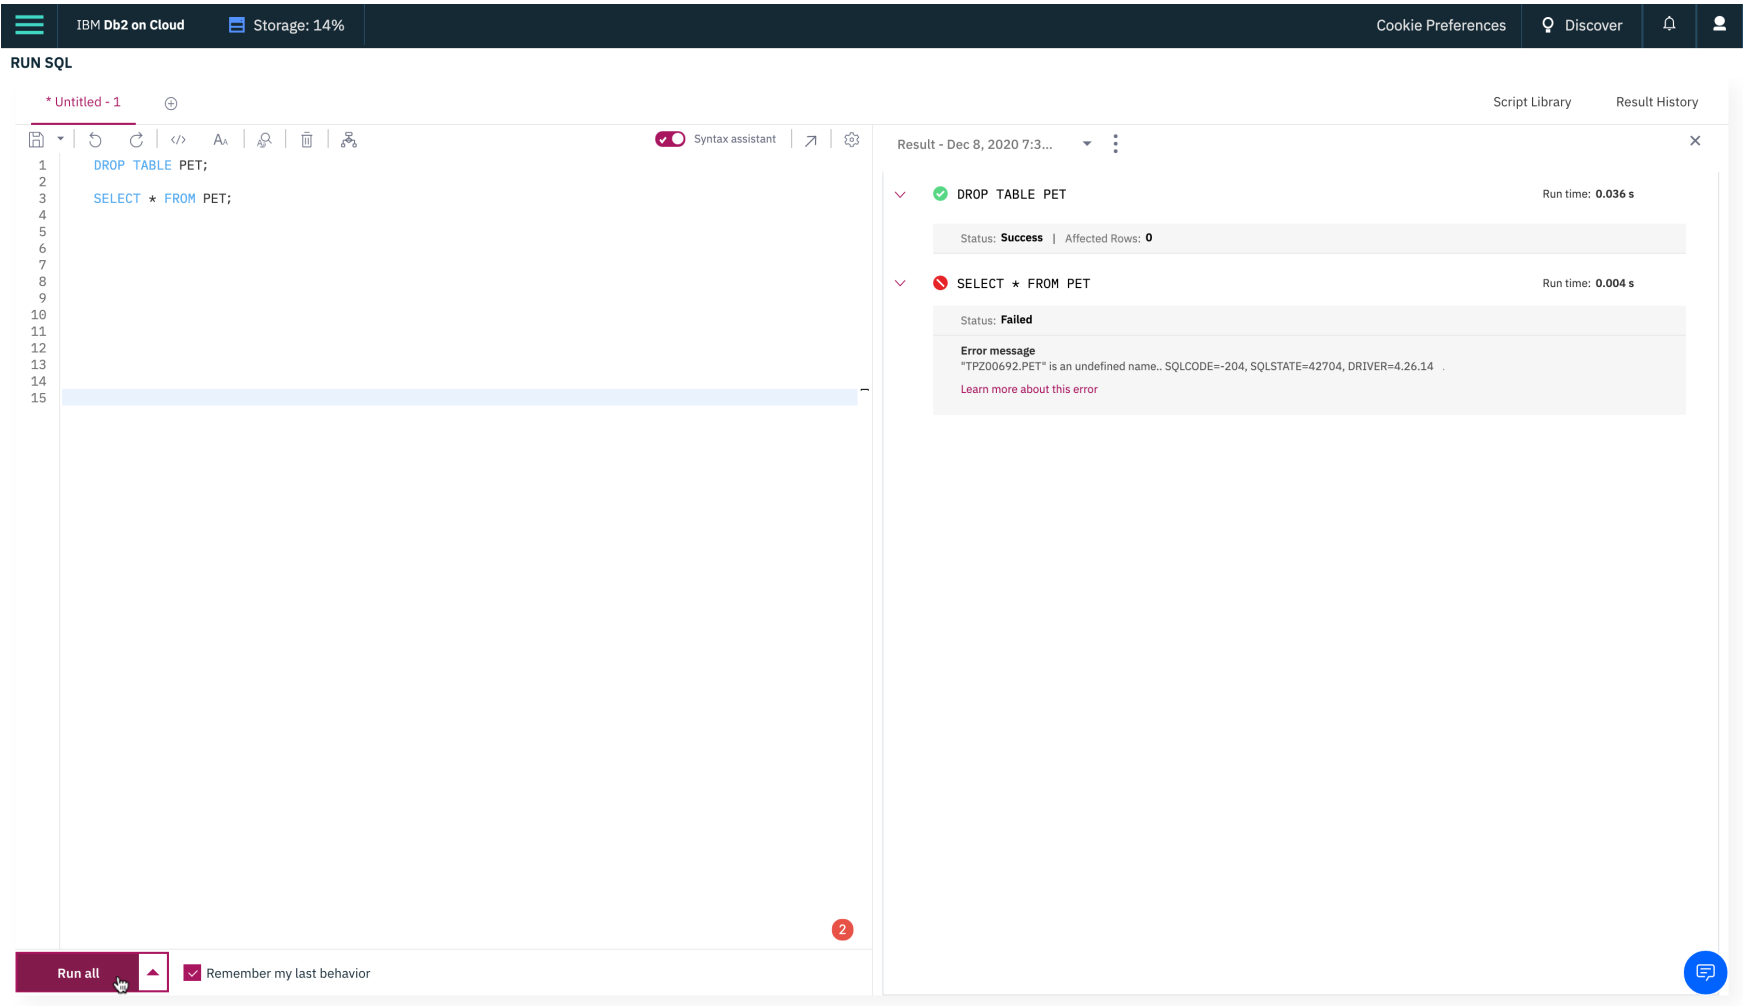 IBM Db2 on Cloud
Storage: 14%
Cookie Preferences
Discover
RUN SQL
* Untitled - 1
Script Library
Result History
Syntax assistant
Result - Dec 8, 2020 7:3...
1 DROP TABLE PET;
2
3 SELECT * FROM PET;
4
5
6
7
8
9
10
11
12
13
14
15
DROP TABLE PET
Run time: 0.036 s
Status: Success | Affected Rows: 0
SELECT * FROM PET
Run time: 0.004 s
Status: Failed
Error message
"TPZ00692.PET" is an undefined name.. SQLCODE=-204, SQLSTATE=42704, DRIVER=4.26.14 .
Learn more about this error
2
Run all
Remember my last behavior